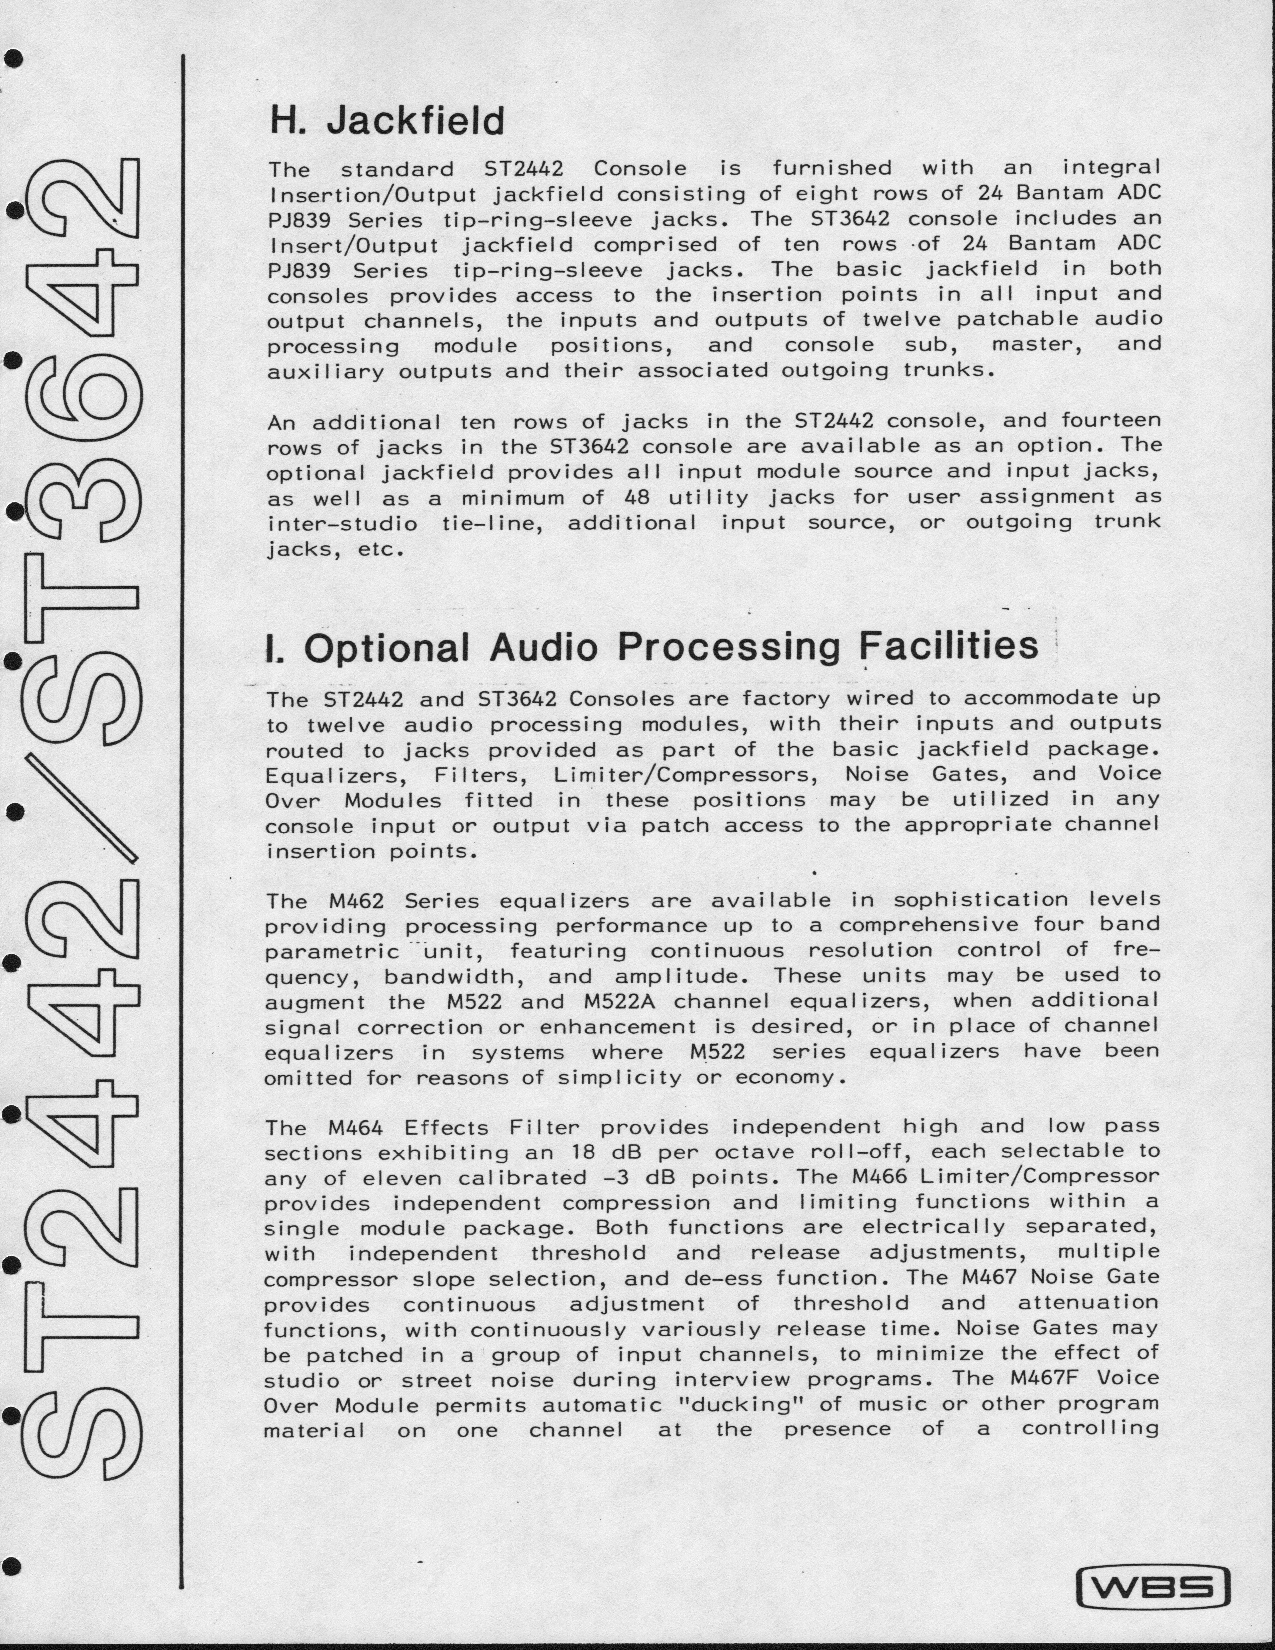 ST2442/ST3642
H. Jackfield
The standard ST2442 Console is furnished with an integral
Insertion/Output jackfield consisting of eight rows of 24 Bantam ADC
PJ839 Series tip-ring-sleeve jacks. The ST3642 console includes an
Insert/Output jackfield comprised of ten rows of 24 Bantam ADC
PJ839 Series tip-ring-sleeve jacks. The basic jackfield in both
consoles provides access to the insertion points in all input and
output channels, the inputs and outputs of twelve patchable audio
processing module positions, and console sub, master, and
auxiliary outputs and their associated outgoing trunks.
An additional ten rows of jacks in the ST2442 console, and fourteen
rows of jacks in the ST3642 console are available as an option. The
optional jackfield provides all input module source and input jacks,
as well as a minimum of 48 utility jacks for user assignment as
inter-studio tie-line, additional input source, or outgoing trunk
jacks, etc.
I. Optional Audio Processing Facilities
The ST2442 and ST3642 Consoles are factory wired to accommodate up
to twelve audio processing modules, with their inputs and outputs
routed to jacks provided as part of the basic jackfield package.
Equalizers, Filters, Limiter/Compressors, Noise Gates, and Voice
Over Modules fitted in these positions may be utilized in any
console input or output via patch access to the appropriate channel
insertion points.
The M462 Series equalizers are available in sophistication levels
providing processing performance up to a comprehensive four band
parametric unit, featuring continuous resolution control of fre-
quency, bandwidth, and amplitude. These units may be used to
augment the M522 and M522A channel equalizers, when additional
signal correction or enhancement is desired, or in place of channel
equalizers in systems where M522 series equalizers have been
omitted for reasons of simplicity or economy.
The M464 Effects Filter provides independent high and low pass
sections exhibiting an 18 dB per octave roll-off, each selectable to
any of eleven calibrated -3 dB points. The M466 Limiter/Compressor
provides independent compression and limiting functions within a
single module package. Both functions are electrically separated,
with independent threshold and release adjustments, multiple
compressor slope selection, and de-ess function. The M467 Noise Gate
provides continuous adjustment of threshold and attenuation
functions, with continuously variously release time. Noise Gates may
be patched in a group of input channels, to minimize the effect of
studio or street noise during interview programs. The M467F Voice
Over Module permits automatic "ducking" of music or other program
material on one channel at the presence of a controlling
WBS